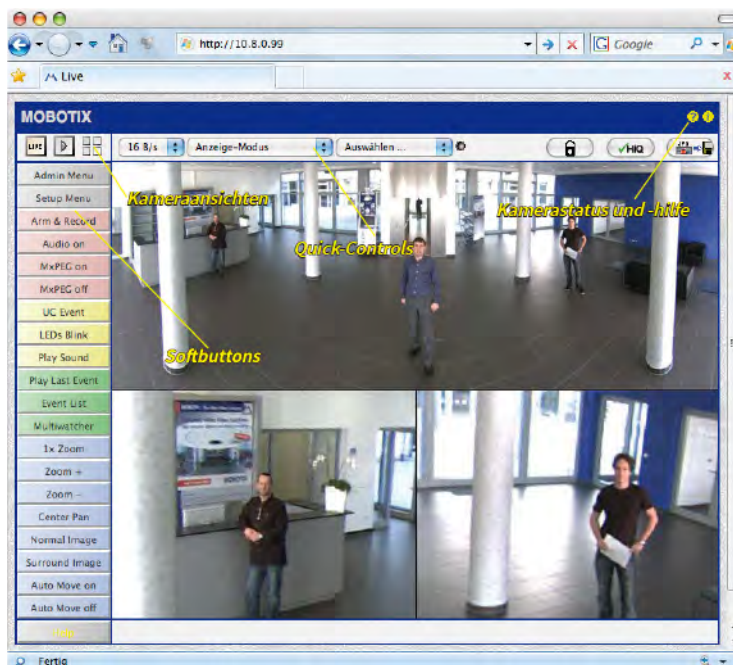 http://10.8.0.99
Google
Live
MOBOTIX
LIVE
16 B/s
Anzeige-Modus
Auswählen ...
HIQ
Admin Menu
Setup Menu
Arm & Record
Audio on
MxPEG on
MxPEG off
UC Event
LEDs Blink
Play Sound
Play Last Event
Event List
Multiwatcher
1x Zoom
Zoom +
Zoom –
Center Pan
Normal Image
Surround Image
Auto Move on
Auto Move off
Kameraansichten
Quick-Controls
Kamerastatus und -hilfe
Softbuttons
MOBOTIX
Fertig